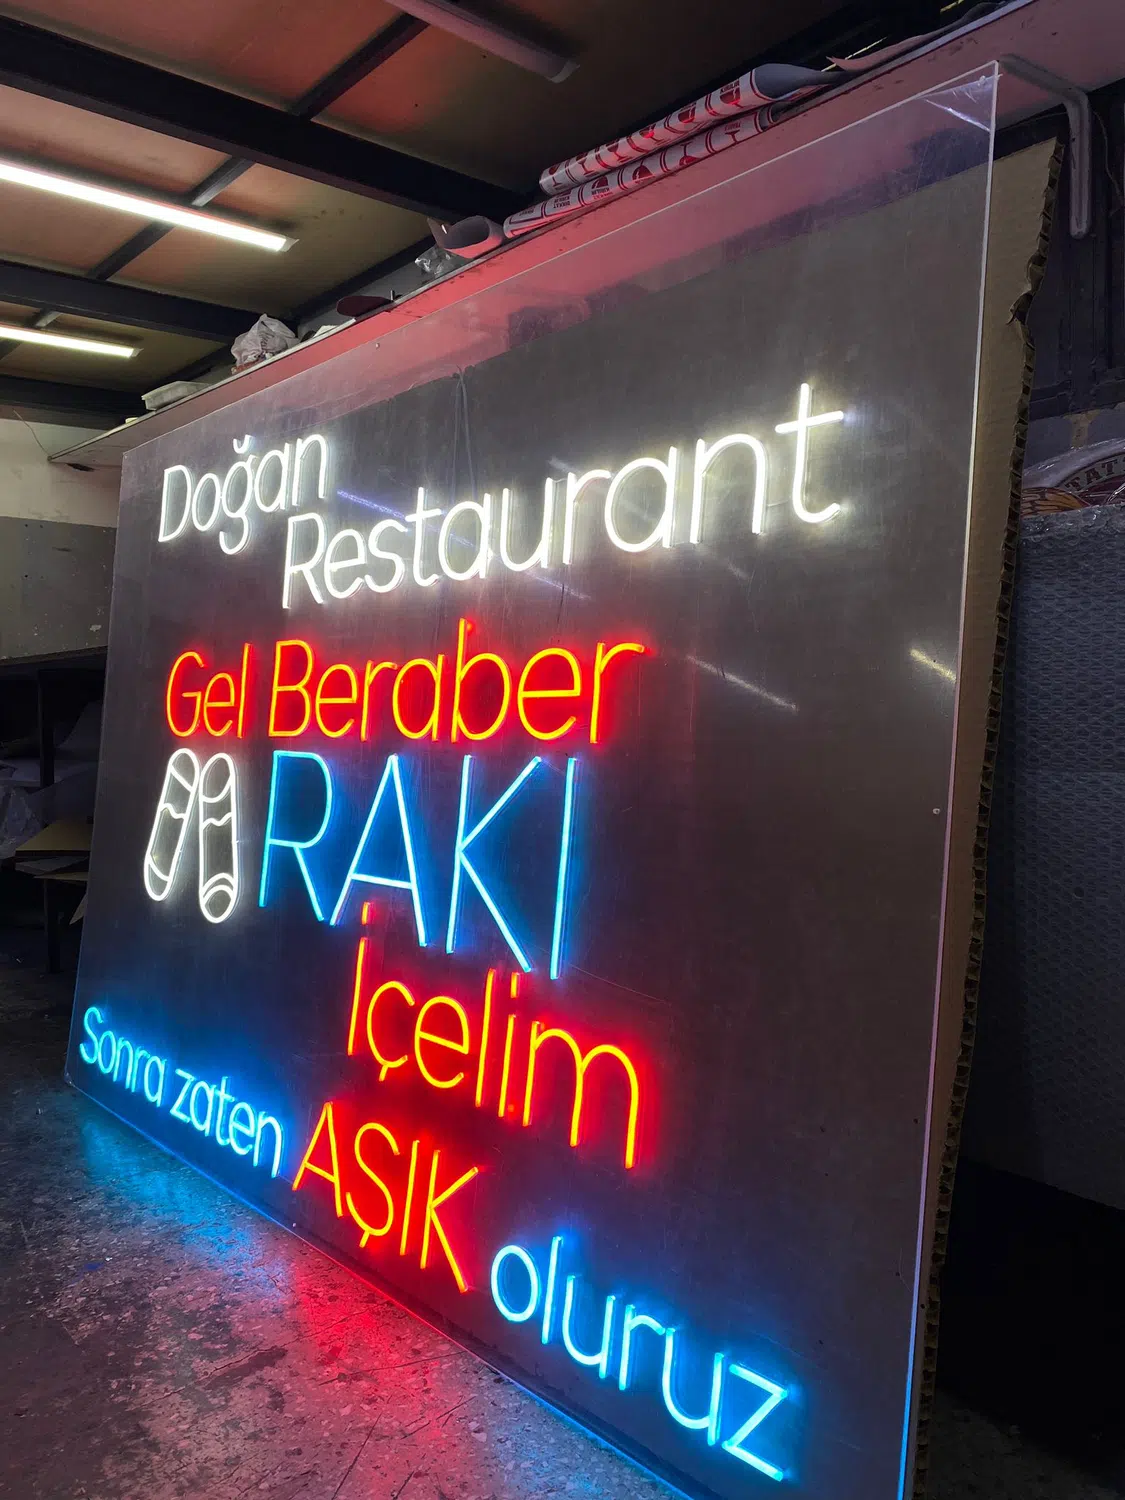 Doğan
Restaurant
Gel Beraber
RAKI
İçelim
Sonra zaten AŞIK oluruz